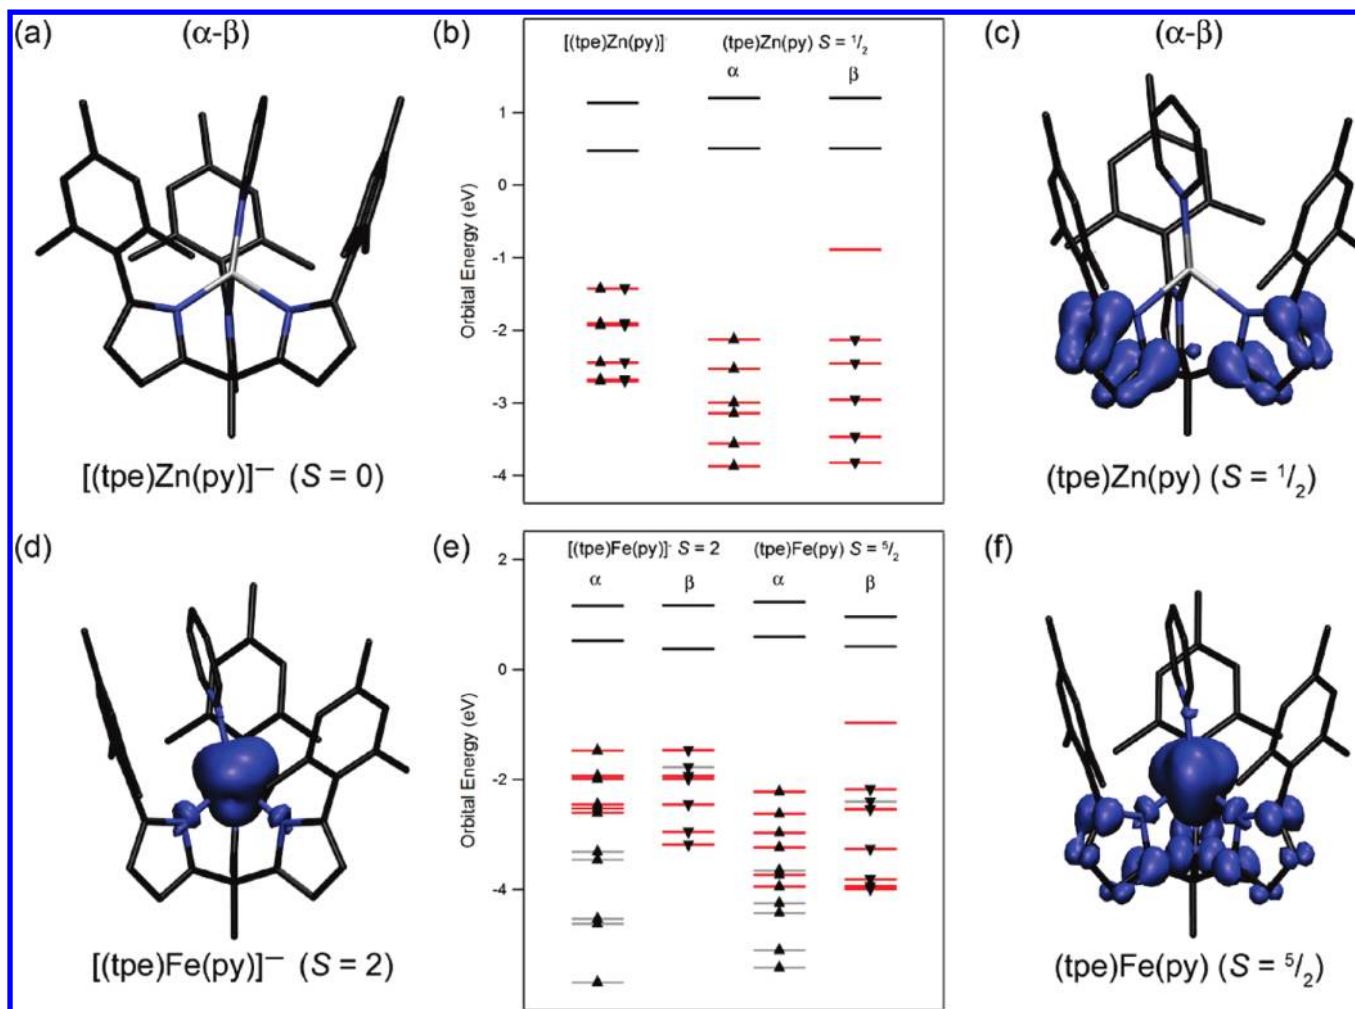 (a)
(α-β)
[(tpe)Zn(py)]— (S = 0)
(b)
[(tpe)Zn(py)]-
(tpe)Zn(py) S = 1/2
α
β
Orbital Energy (eV)
1
0
-1
-2
-3
-4
(c)
(α-β)
(tpe)Zn(py) (S = 1/2)
(d)
[(tpe)Fe(py)]— (S = 2)
(e)
[(tpe)Fe(py)]- S = 2
(tpe)Fe(py) S = 5/2
α
β
α
β
Orbital Energy (eV)
2
0
-2
-4
(f)
(tpe)Fe(py) (S = 5/2)